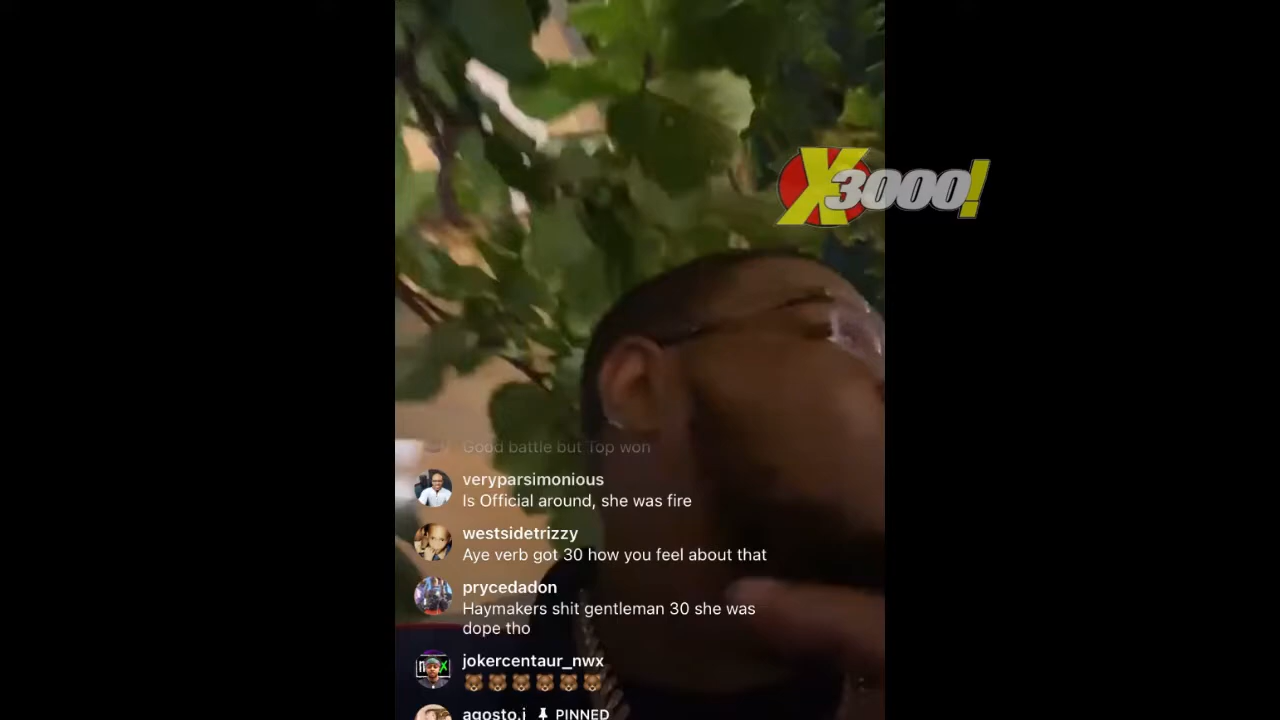 X3000!
Good battle but Top won
veryparsimonious
Is Official around, she was fire
westsidetrizzy
Aye verb got 30 how you feel about that
prycedadon
Haymakers shit gentleman 30 she was
dope tho
jokercentaur_nwx
🐻🐻🐻🐻🐻🐻
agosto.i PINNED